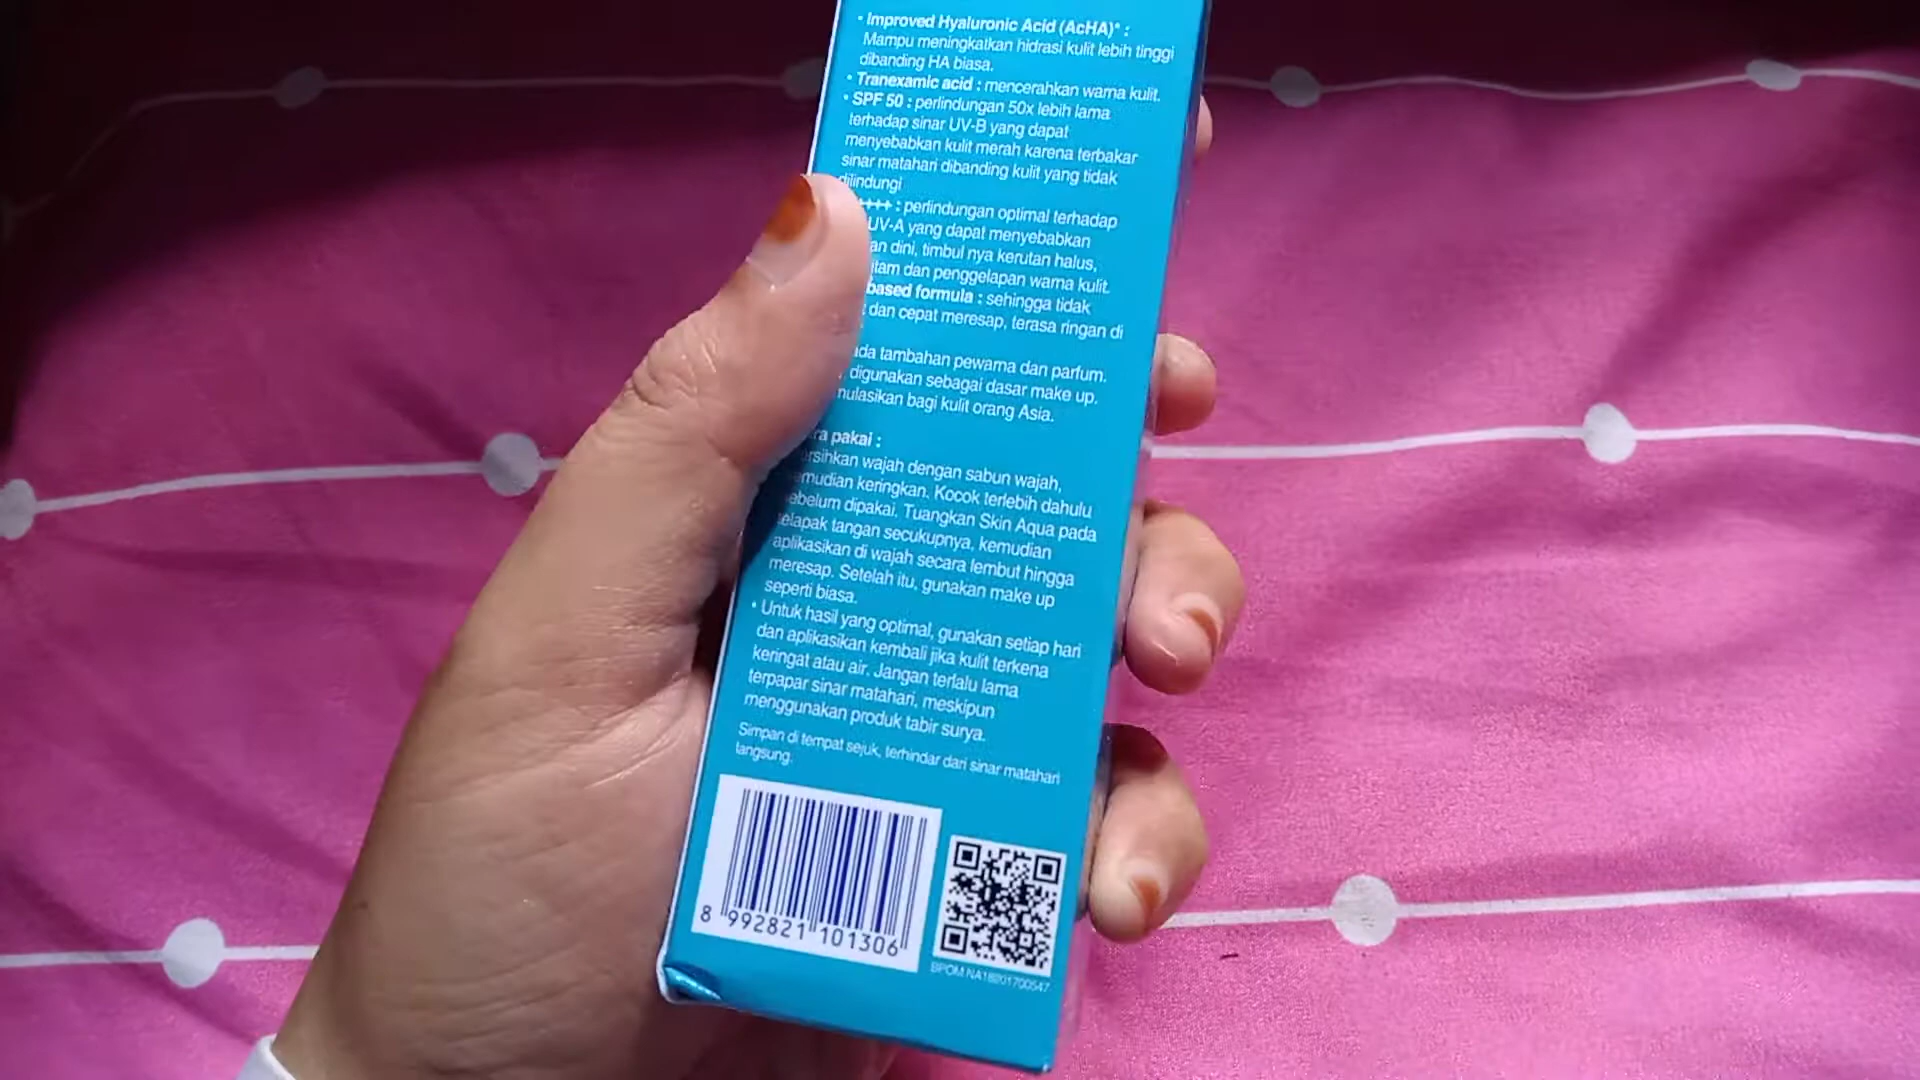 • Improved Hyaluronic Acid (AcHA)* :
Mampu meningkatkan hidrasi kulit lebih tinggi
dibanding HA biasa.
• Tranexamic acid : mencerahkan warna kulit.
• SPF 50 : perlindungan 50x lebih lama
terhadap sinar UV-B yang dapat
menyebabkan kulit merah karena terbakar
sinar matahari dibanding kulit yang tidak
dilindungi
++++ : perlindungan optimal terhadap
UV-A yang dapat menyebabkan
an dini, timbul nya kerutan halus,
itam dan penggelapan warna kulit.
based formula : sehingga tidak
dan cepat meresap, terasa ringan di
ada tambahan pewarna dan parfum.
digunakan sebagai dasar make up.
mulasikan bagi kulit orang Asia.
ra pakai :
ersihkan wajah dengan sabun wajah,
emudian keringkan. Kocok terlebih dahulu
sebelum dipakai. Tuangkan Skin Aqua pada
telapak tangan secukupnya, kemudian
aplikasikan di wajah secara lembut hingga
meresap. Setelah itu, gunakan make up
seperti biasa.
• Untuk hasil yang optimal, gunakan setiap hari
dan aplikasikan kembali jika kulit terkena
keringat atau air. Jangan terlalu lama
terpapar sinar matahari, meskipun
menggunakan produk tabir surya.
Simpan di tempat sejuk, terhindar dari sinar matahari
langsung.
8 992821 101306
BPOM NA18201700547